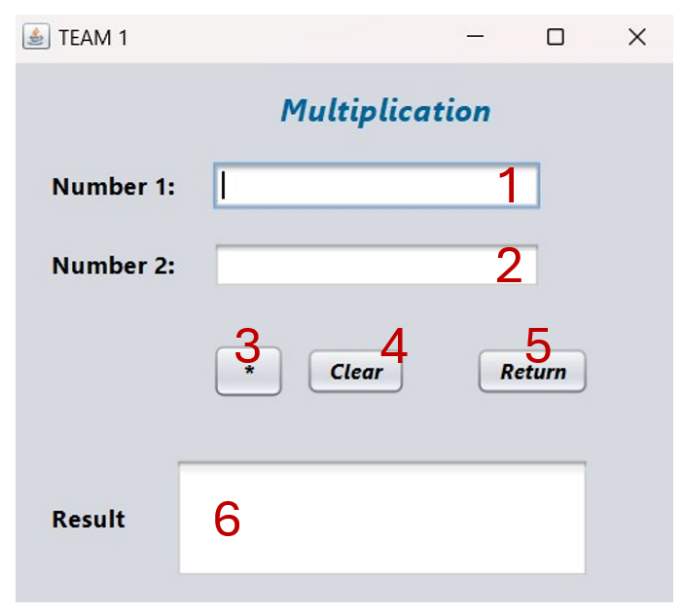 TEAM 1
Multiplication
Number 1: 1
Number 2: 2
3 4 5
* Clear Return
Result 6